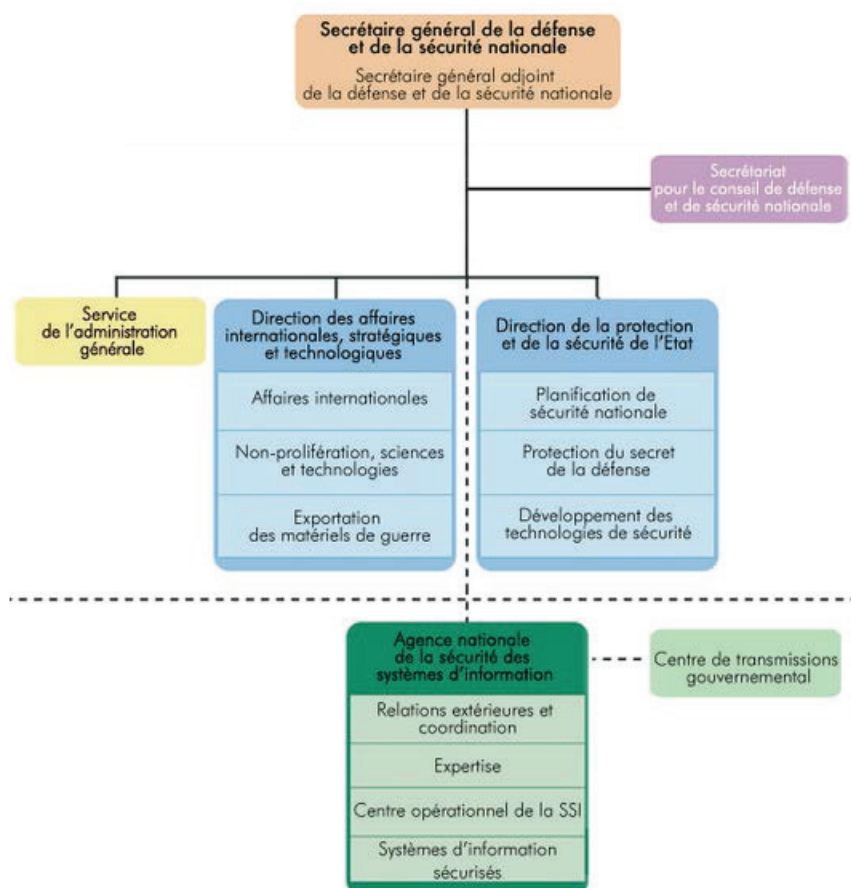 Secrétaire général de la défense
et de la sécurité nationale
Secrétaire général adjoint
de la défense et de la sécurité nationale
Secrétariat
pour le conseil de défense
et de sécurité nationale
Service
de l'administration
générale
Direction des affaires
internationales, stratégiques
et technologiques
Affaires internationales
Non-prolifération, sciences
et technologies
Exportation
des matériels de guerre
Direction de la protection
et de la sécurité de l'Etat
Planification de
sécurité nationale
Protection du secret
de la défense
Développement des
technologies de sécurité
Agence nationale
de la sécurité des
systèmes d'information
Relations extérieures et
coordination
Expertise
Centre opérationnel de la SSI
Systèmes d'information
sécurisés
Centre de transmissions
gouvernemental